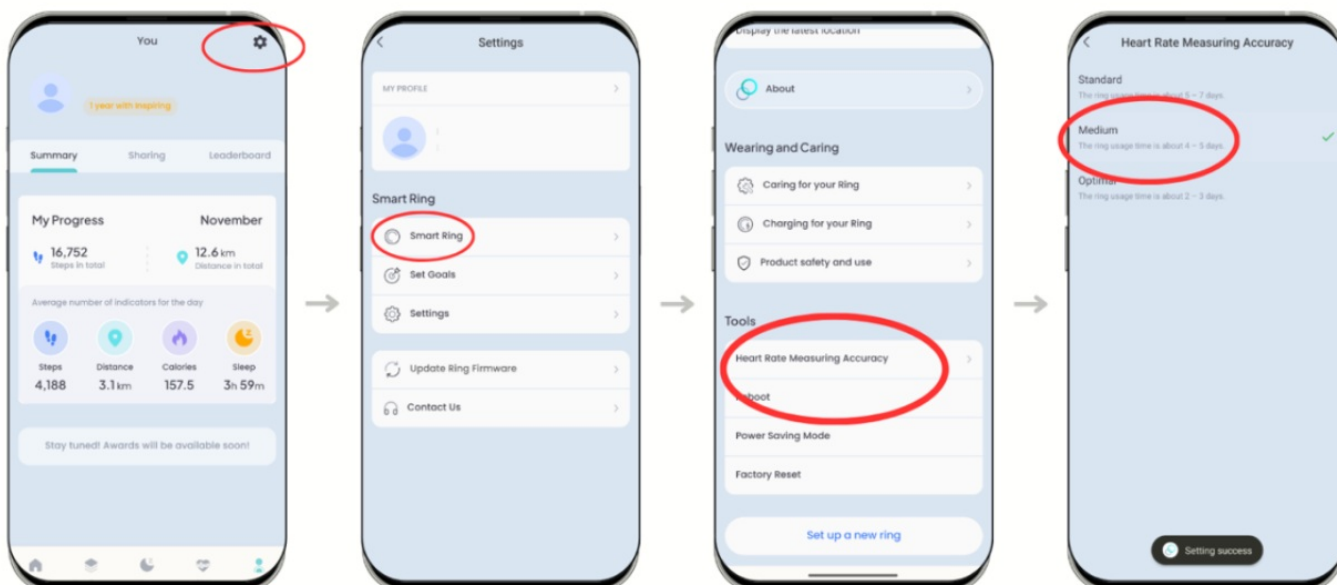 You
1 year with Inspiring
Summary Sharing Leaderboard
My Progress November
16,752 12.6 km
Steps in total Distance in total
Average number of indicators for the day
Steps Distance Calories Sleep
4,188 3.1 km 157.5 3h 59m
Stay tuned! Awards will be available soon!
Settings
MY PROFILE
Smart Ring
Smart Ring
Set Goals
Settings
Update Ring Firmware
Contact Us
Display the latest location
About
Wearing and Caring
Caring for your Ring
Charging for your Ring
Product safety and use
Tools
Heart Rate Measuring Accuracy
Reboot
Power Saving Mode
Factory Reset
Set up a new ring
Heart Rate Measuring Accuracy
Standard
The ring usage time is about 5 – 7 days.
Medium
The ring usage time is about 4 – 5 days.
Optimal
The ring usage time is about 2 – 3 days.
Setting success